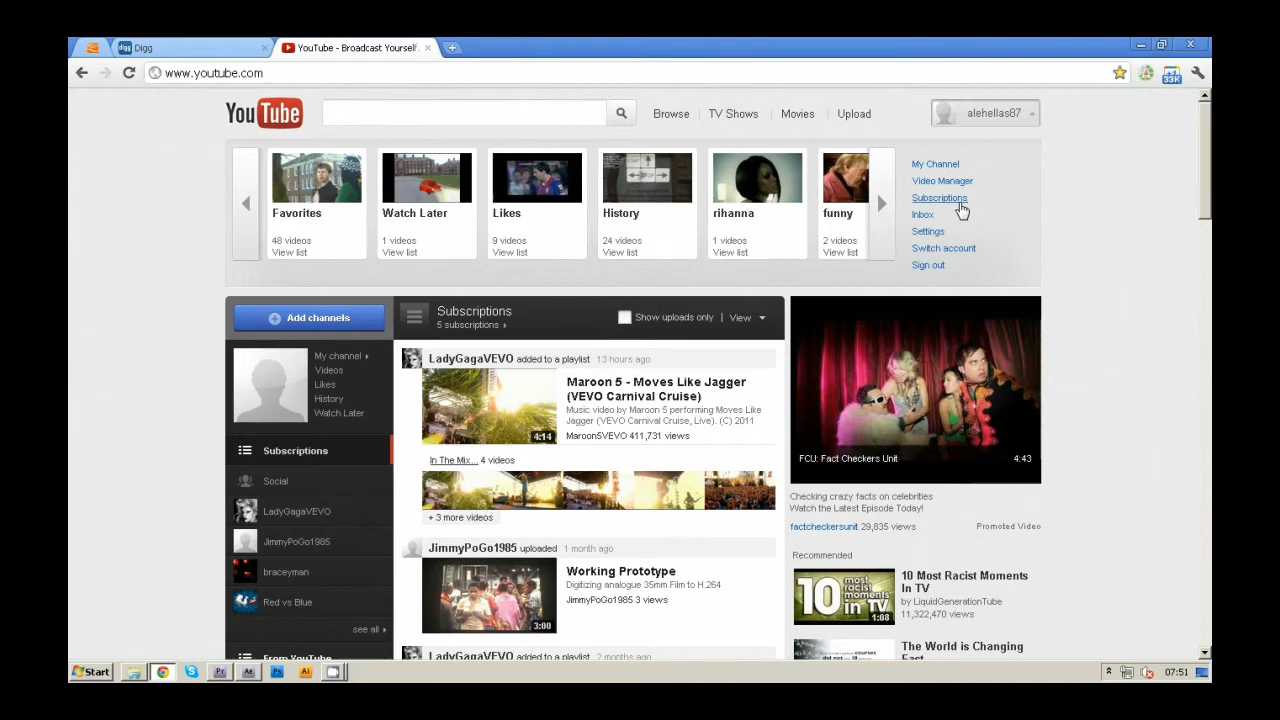 Digg
YouTube - Broadcast Yourself.
www.youtube.com
33K
YouTube
Browse
TV Shows
Movies
Upload
alehellas87
Favorites
48 videos
View list
Watch Later
1 videos
View list
Likes
9 videos
View list
History
24 videos
View list
rihanna
1 videos
View list
funny
2 videos
View list
My Channel
Video Manager
Subscriptions
Inbox
Settings
Switch account
Sign out
Add channels
My channel
Videos
Likes
History
Watch Later
Subscriptions
Social
LadyGagaVEVO
JimmyPoGo1985
braceyman
Red vs Blue
see all
From YouTube
Subscriptions
5 subscriptions
Show uploads only | View
LadyGagaVEVO added to a playlist 13 hours ago
4:14
Maroon 5 - Moves Like Jagger
(VEVO Carnival Cruise)
Music video by Maroon 5 performing Moves Like
Jagger (VEVO Carnival Cruise, Live). (C) 2011
Maroon5VEVO 411,731 views
In The Mix... 4 videos
+ 3 more videos
JimmyPoGo1985 uploaded 1 month ago
3:00
Working Prototype
Digitizing analogue 35mm Film to H.264
JimmyPoGo1985 3 views
LadyGagaVEVO added to a playlist 2 months ago
FCU: Fact Checkers Unit 4:43
Checking crazy facts on celebrities
Watch the Latest Episode Today!
factcheckersunit 29,835 views Promoted Video
Recommended
10 most racist moments in TV
1:08
10 Most Racist Moments
In TV
by LiquidGenerationTube
11,322,470 views
The World is Changing
Fast
Start
Pr
Ae
Ps
Ai
07:51